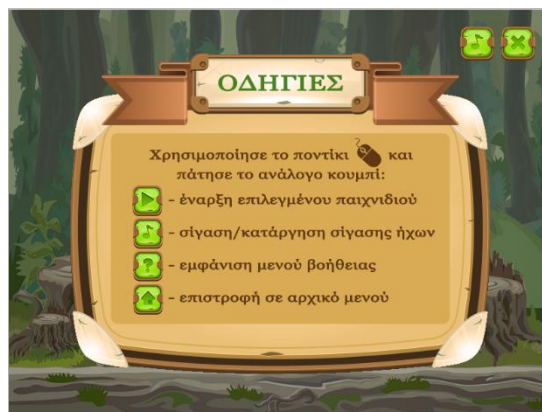 ΟΔΗΓΙΕΣ
Χρησιμοποίησε το ποντίκι και
πάτησε το ανάλογο κουμπί:
- έναρξη επιλεγμένου παιχνιδιού
- σίγαση/κατάργηση σίγασης ήχων
? - εμφάνιση μενού βοήθειας
- επιστροφή σε αρχικό μενού